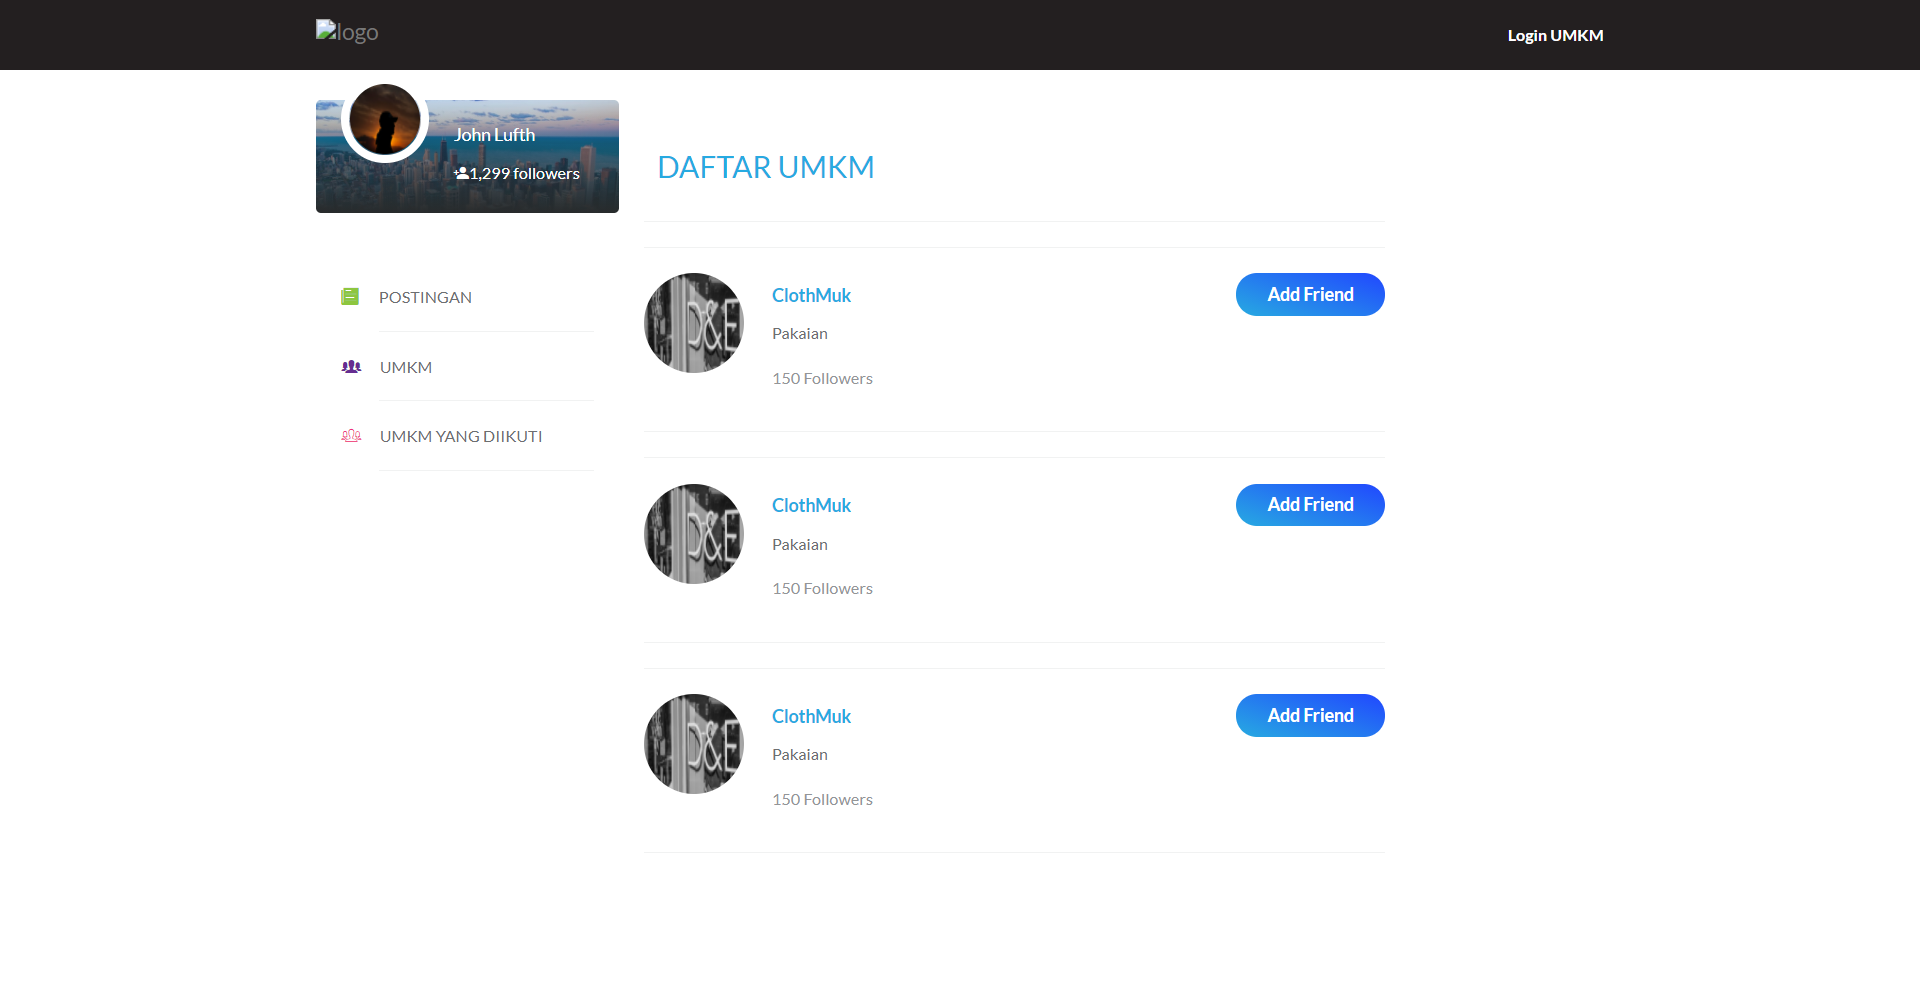 logo
Login UMKM
John Lufth
1,299 followers
DAFTAR UMKM
POSTINGAN
UMKM
UMKM YANG DIIKUTI
D&E
ClothMuk
Add Friend
Pakaian
150 Followers
D&E
ClothMuk
Add Friend
Pakaian
150 Followers
D&E
ClothMuk
Add Friend
Pakaian
150 Followers